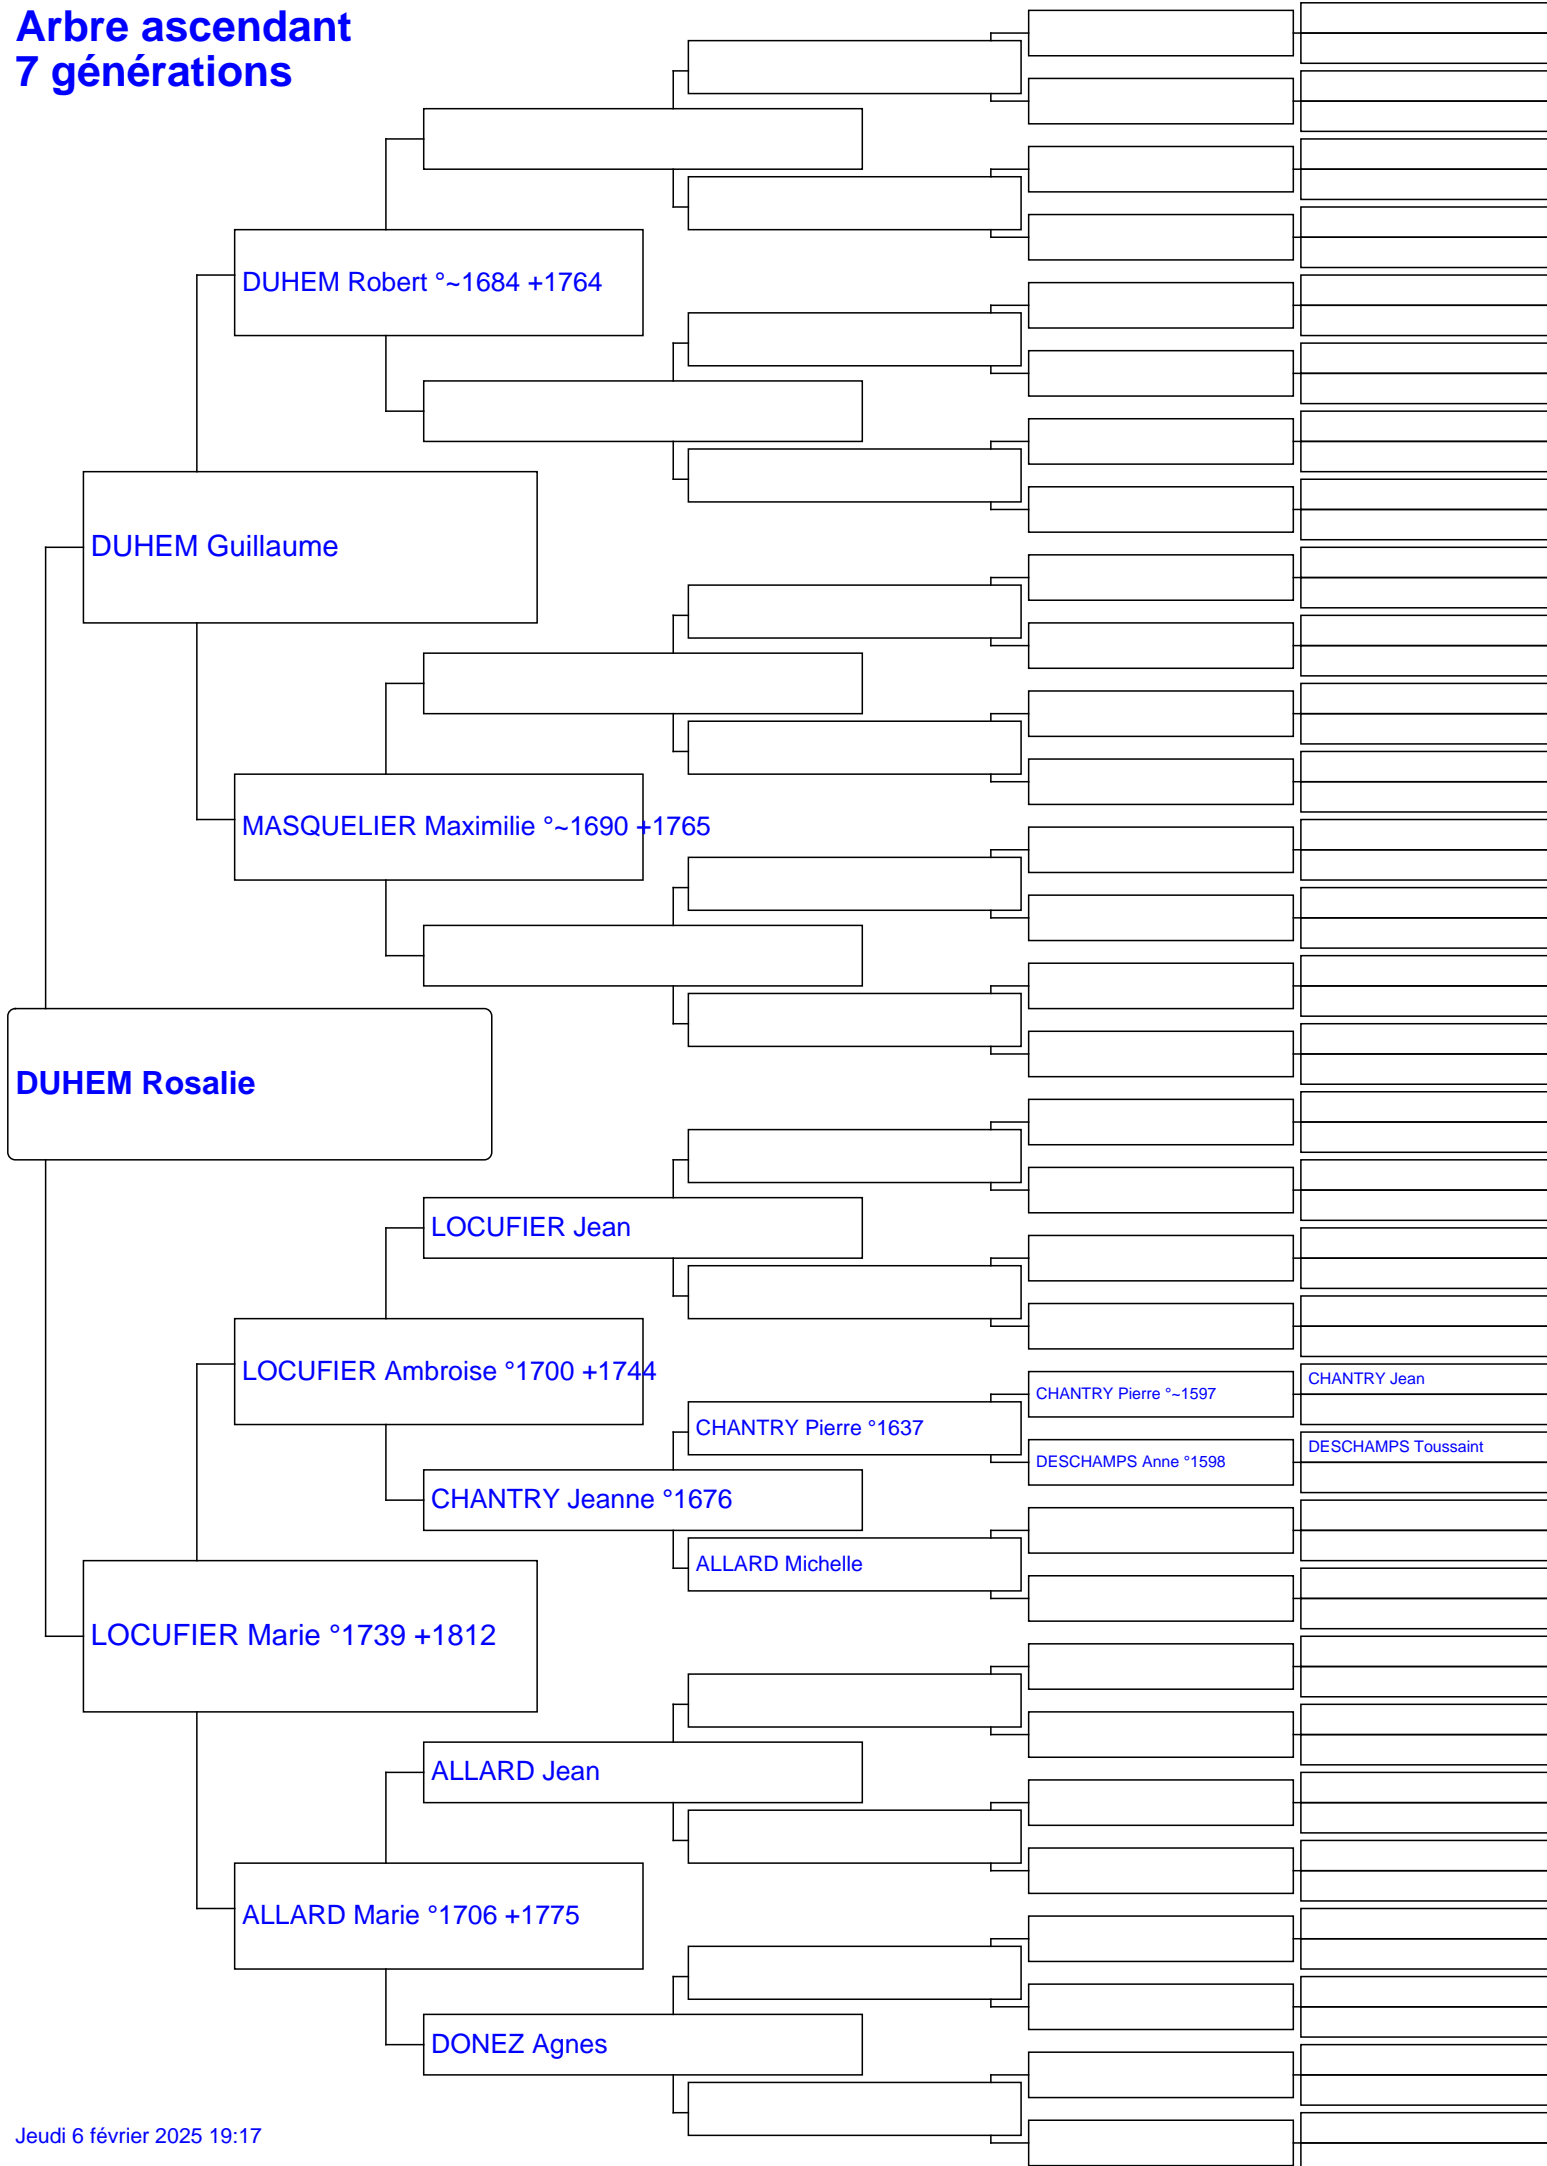 Arbre ascendant
7 générations
DUHEM Robert °~1684 +1764
DUHEM Guillaume
MASQUELIER Maximilie °~1690 +1765
DUHEM Rosalie
LOCUFIER Jean
LOCUFIER Ambroise °1700 +1744
CHANTRY Jean
CHANTRY Pierre °~1597
CHANTRY Pierre °1637
DESCHAMPS Toussaint
DESCHAMPS Anne °1598
CHANTRY Jeanne °1676
ALLARD Michelle
LOCUFIER Marie °1739 +1812
ALLARD Jean
ALLARD Marie °1706 +1775
DONEZ Agnes
Jeudi 6 février 2025 19:17